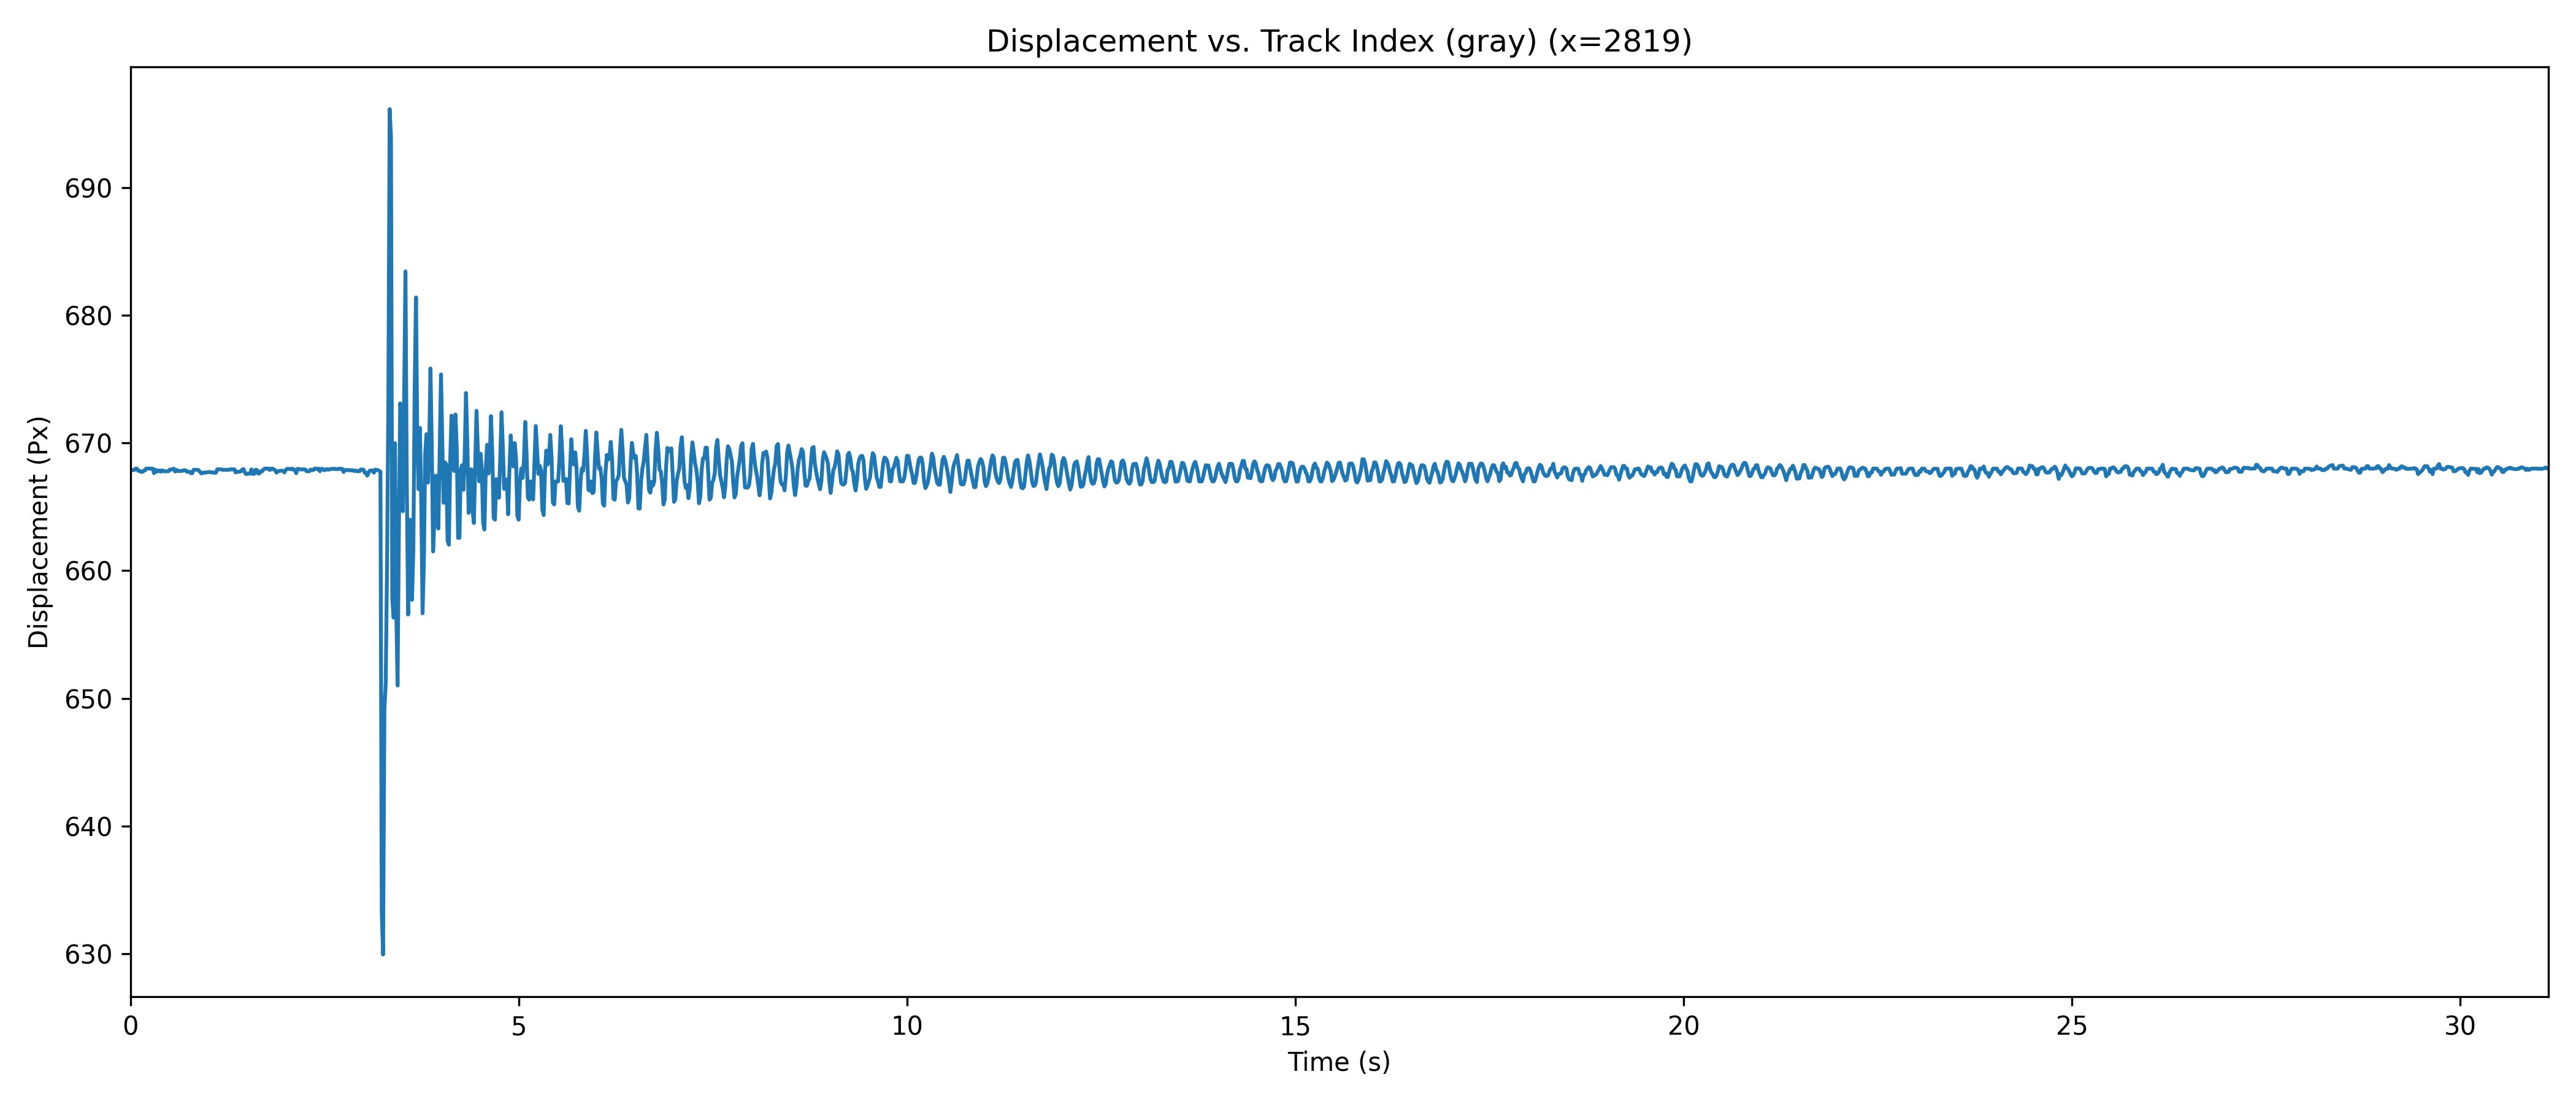 Displacement vs. Track Index (gray) (x=2819)
690
680
670
660
650
640
630
Displacement (Px)
0 5 10 15 20 25 30
Time (s)